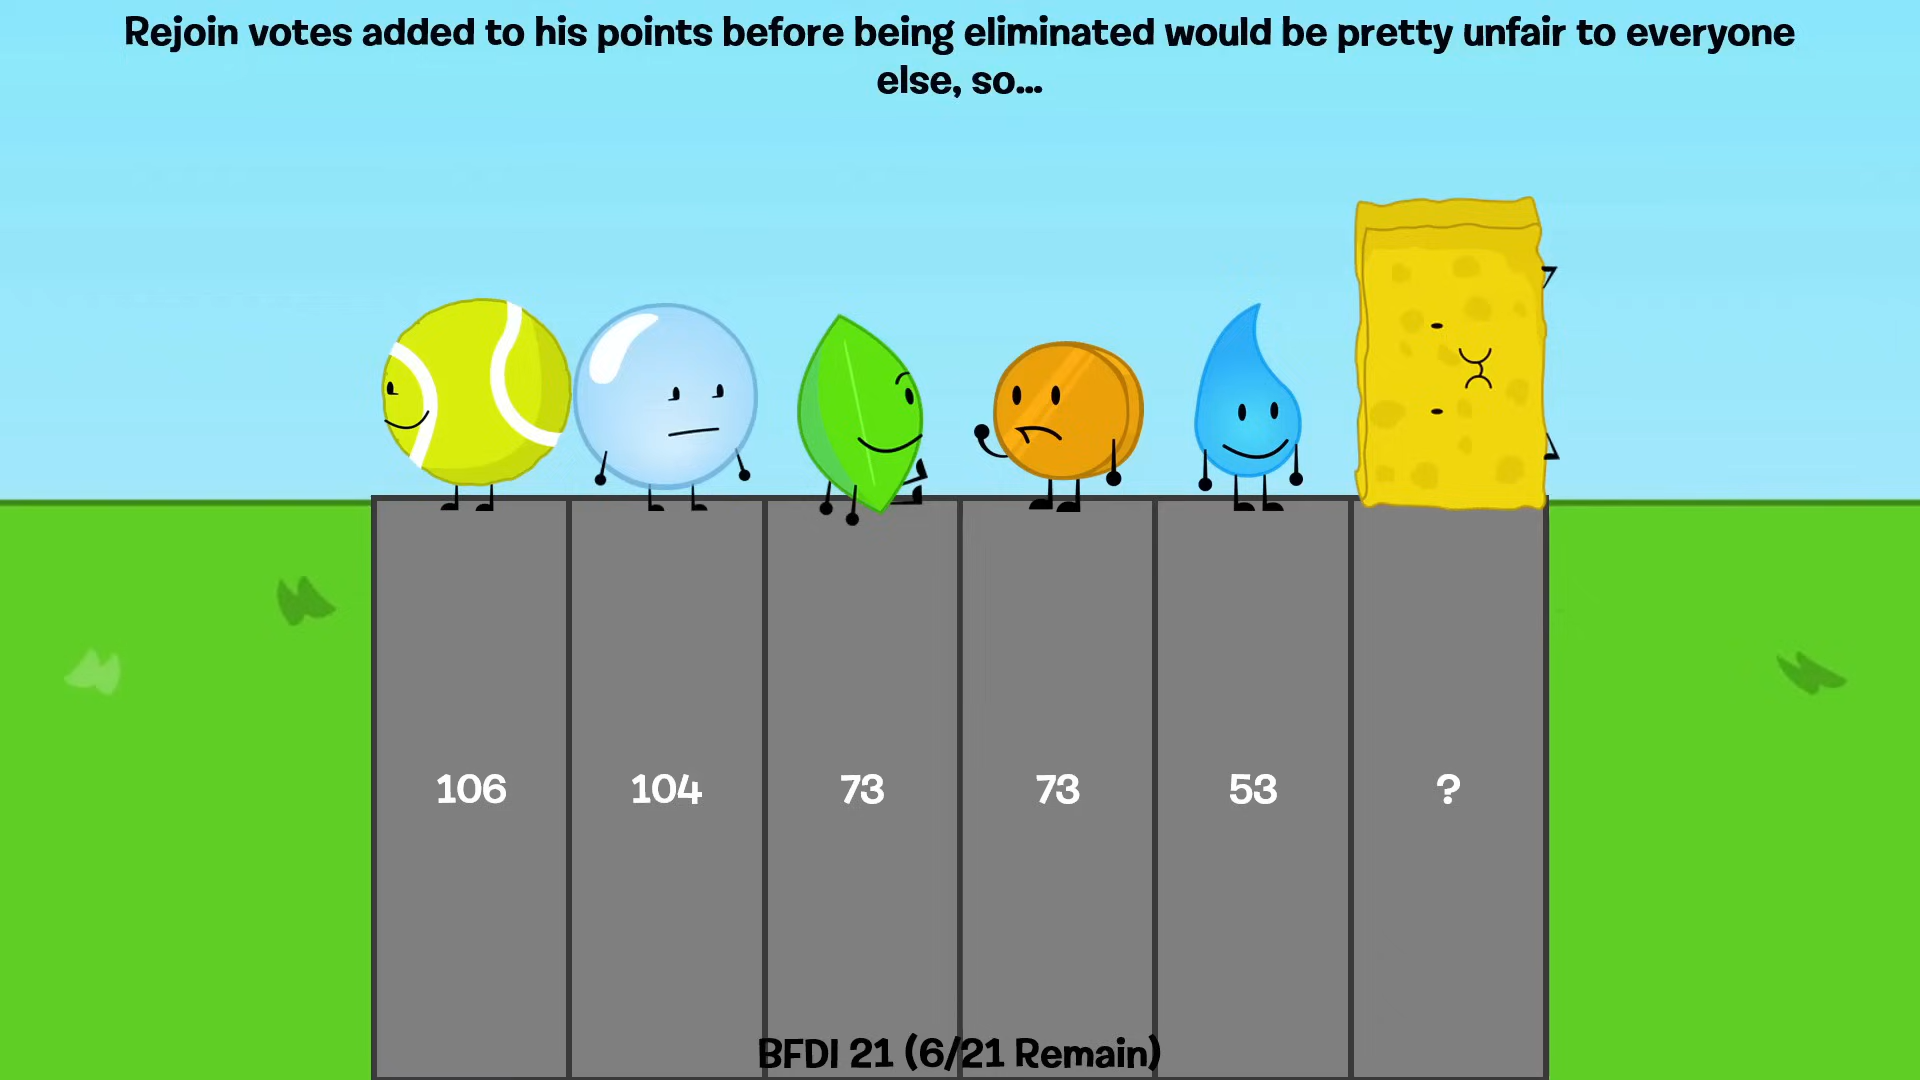 Rejoin votes added to his points before being eliminated would be pretty unfair to everyone
else, so...
106 104 73 73 53 ?
BFDI 21 (6/21 Remain)